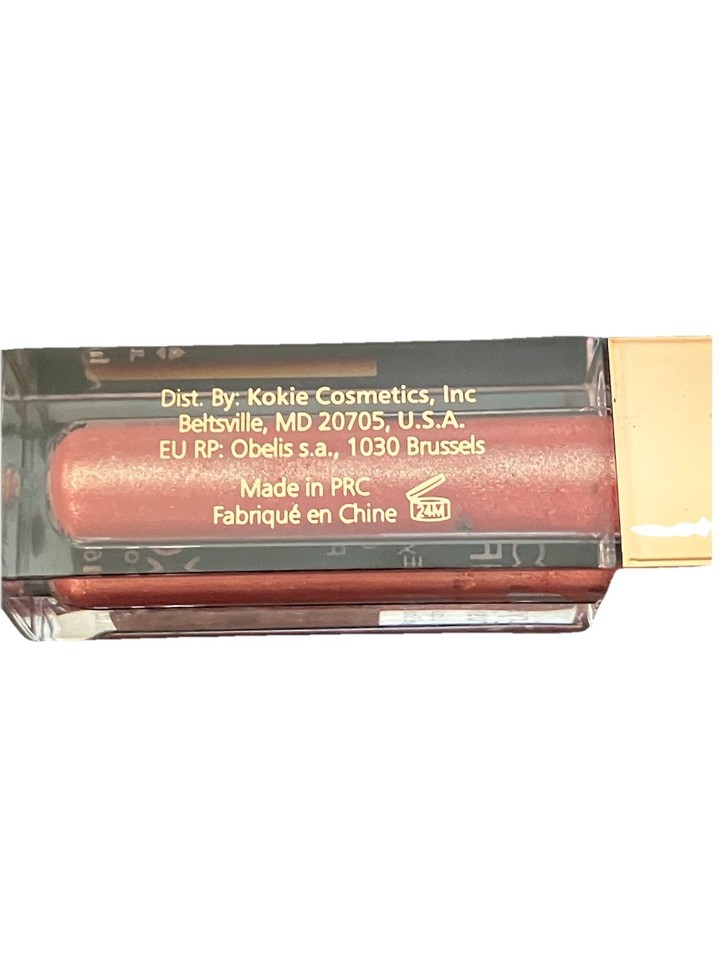 Dist. By: Kokie Cosmetics, Inc
Beltsville, MD 20705, U.S.A.
EU RP: Obelis s.a., 1030 Brussels
Made in PRC
Fabriqué en Chine
24M